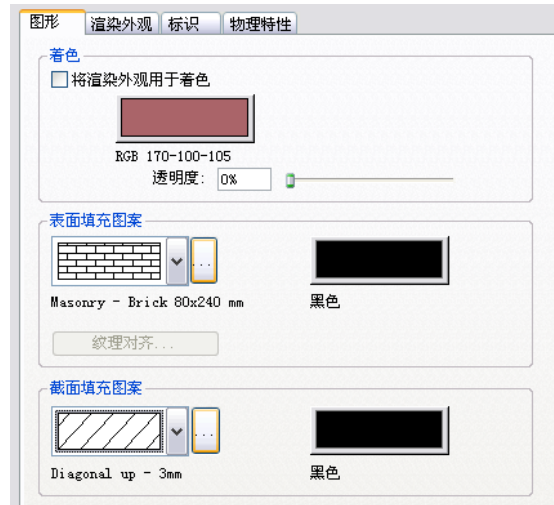 图形 渲染外观 标识 物理特性
着色
将渲染外观用于着色
RGB 170-100-105
透明度: 0%
表面填充图案
...
Masonry - Brick 80x240 mm 黑色
纹理对齐...
截面填充图案
...
Diagonal up - 3mm 黑色